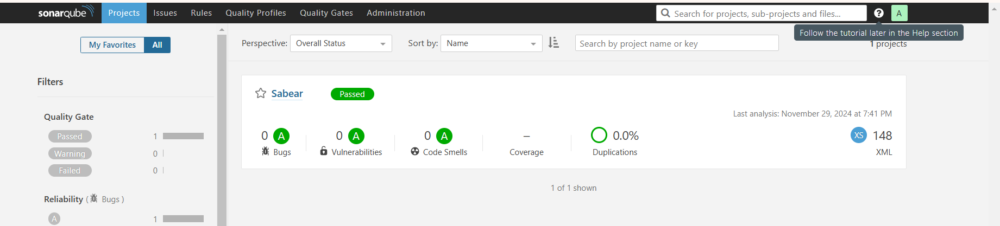 sonarqube Projects Issues Rules Quality Profiles Quality Gates Administration Search for projects, sub-projects and files... ? A
Follow the tutorial later in the Help section
My Favorites All
Perspective: Overall Status Sort by: Name Search by project name or key 1 projects
Filters
Sabear Passed
Last analysis: November 29, 2024 at 7:41 PM
Quality Gate
Passed 1
Warning 0
Failed 0
0 A 0 A 0 A – 0.0% XS 148
Bugs Vulnerabilities Code Smells Coverage Duplications XML
1 of 1 shown
Reliability ( Bugs )
A 1